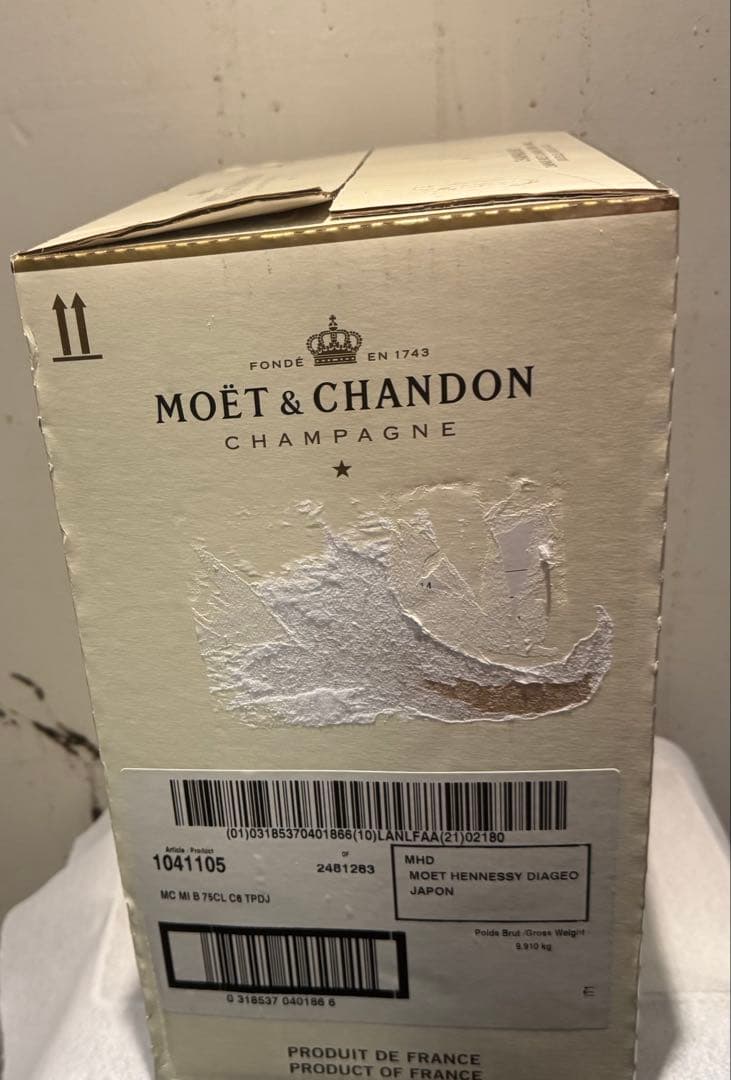 FONDÉ EN 1743
MOËT & CHANDON
CHAMPAGNE
14
(01)03185370401866(10)LANLFAA(21)02180
Article / Product
1041105
OF
2481283
MHD
MOET HENNESSY DIAGEO
JAPON
MC MI B 75CL C6 TPDJ
Poids Brut /Gross Weight
9,910 kg
0 318537 040186 6
PRODUIT DE FRANCE
PRODUCT OF FRANCE